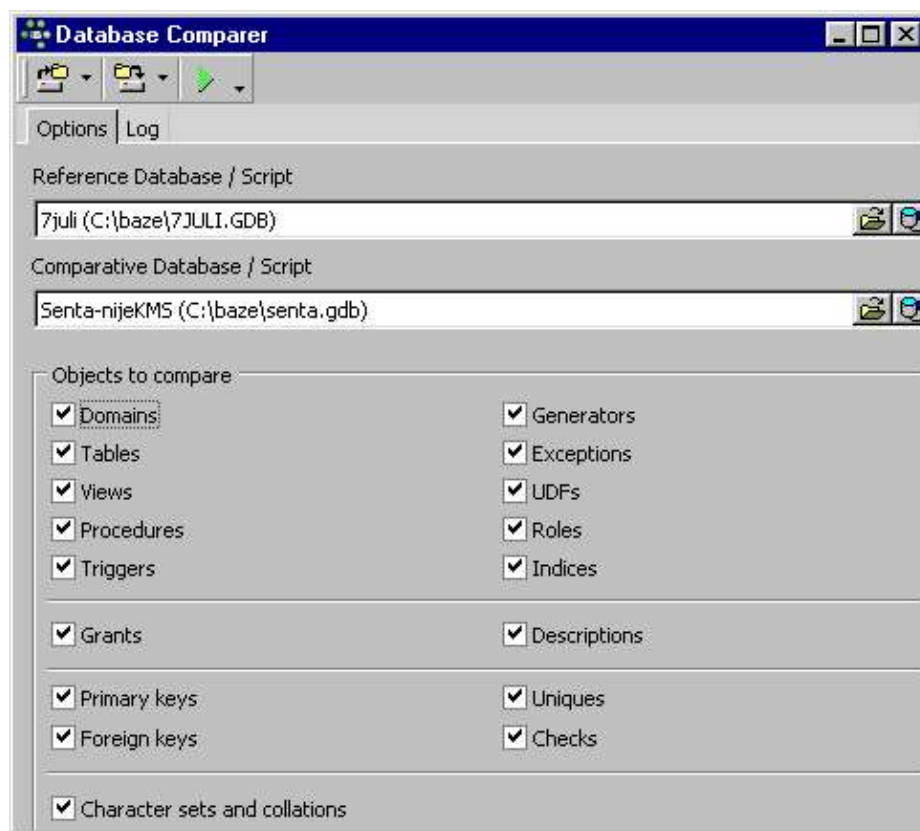 Database Comparer
Options Log
Reference Database / Script
7juli (C:\baze\7JULI.GDB)
Comparative Database / Script
Senta-nijeKMS (C:\baze\senta.gdb)
Objects to compare
Domains Generators
Tables Exceptions
Views UDFs
Procedures Roles
Triggers Indices
Grants Descriptions
Primary keys Uniques
Foreign keys Checks
Character sets and collations